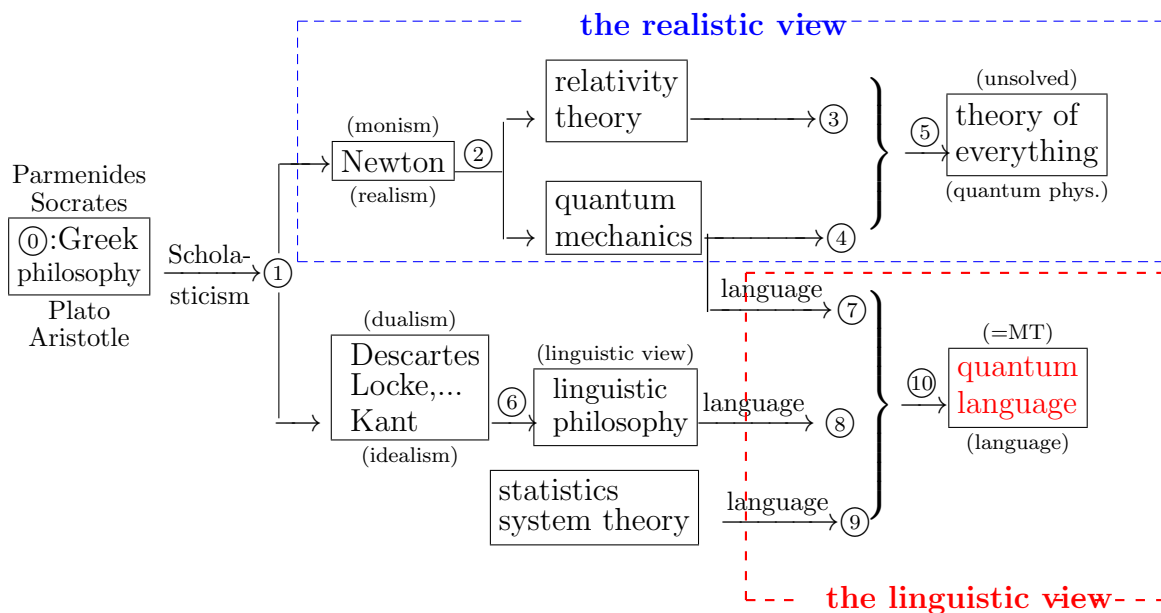 the realistic view
relativity
theory
③
(unsolved)
theory of
everything
(quantum phys.)
⑤
(monism)
Newton
(realism)
②
quantum
mechanics
④
Parmenides
Socrates
⓪:Greek
philosophy
Plato
Aristotle
Schola-
sticism
①
language
⑦
(dualism)
Descartes
Locke,...
Kant
(idealism)
⑥
(linguistic view)
linguistic
philosophy
language
⑧
statistics
system theory
language
⑨
⑩
(=MT)
quantum
language
(language)
the linguistic view